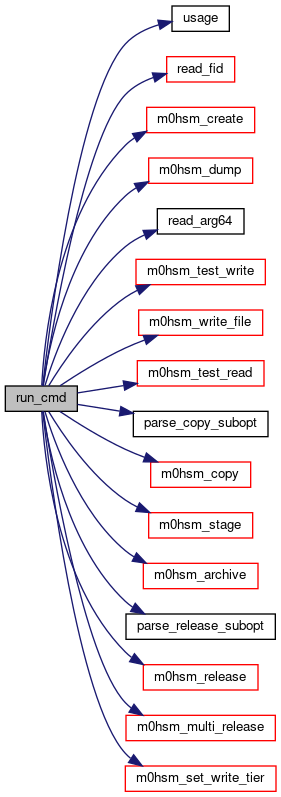 usage
read_fid
m0hsm_create
m0hsm_dump
read_arg64
m0hsm_test_write
m0hsm_write_file
m0hsm_test_read
run_cmd
parse_copy_subopt
m0hsm_copy
m0hsm_stage
m0hsm_archive
parse_release_subopt
m0hsm_release
m0hsm_multi_release
m0hsm_set_write_tier